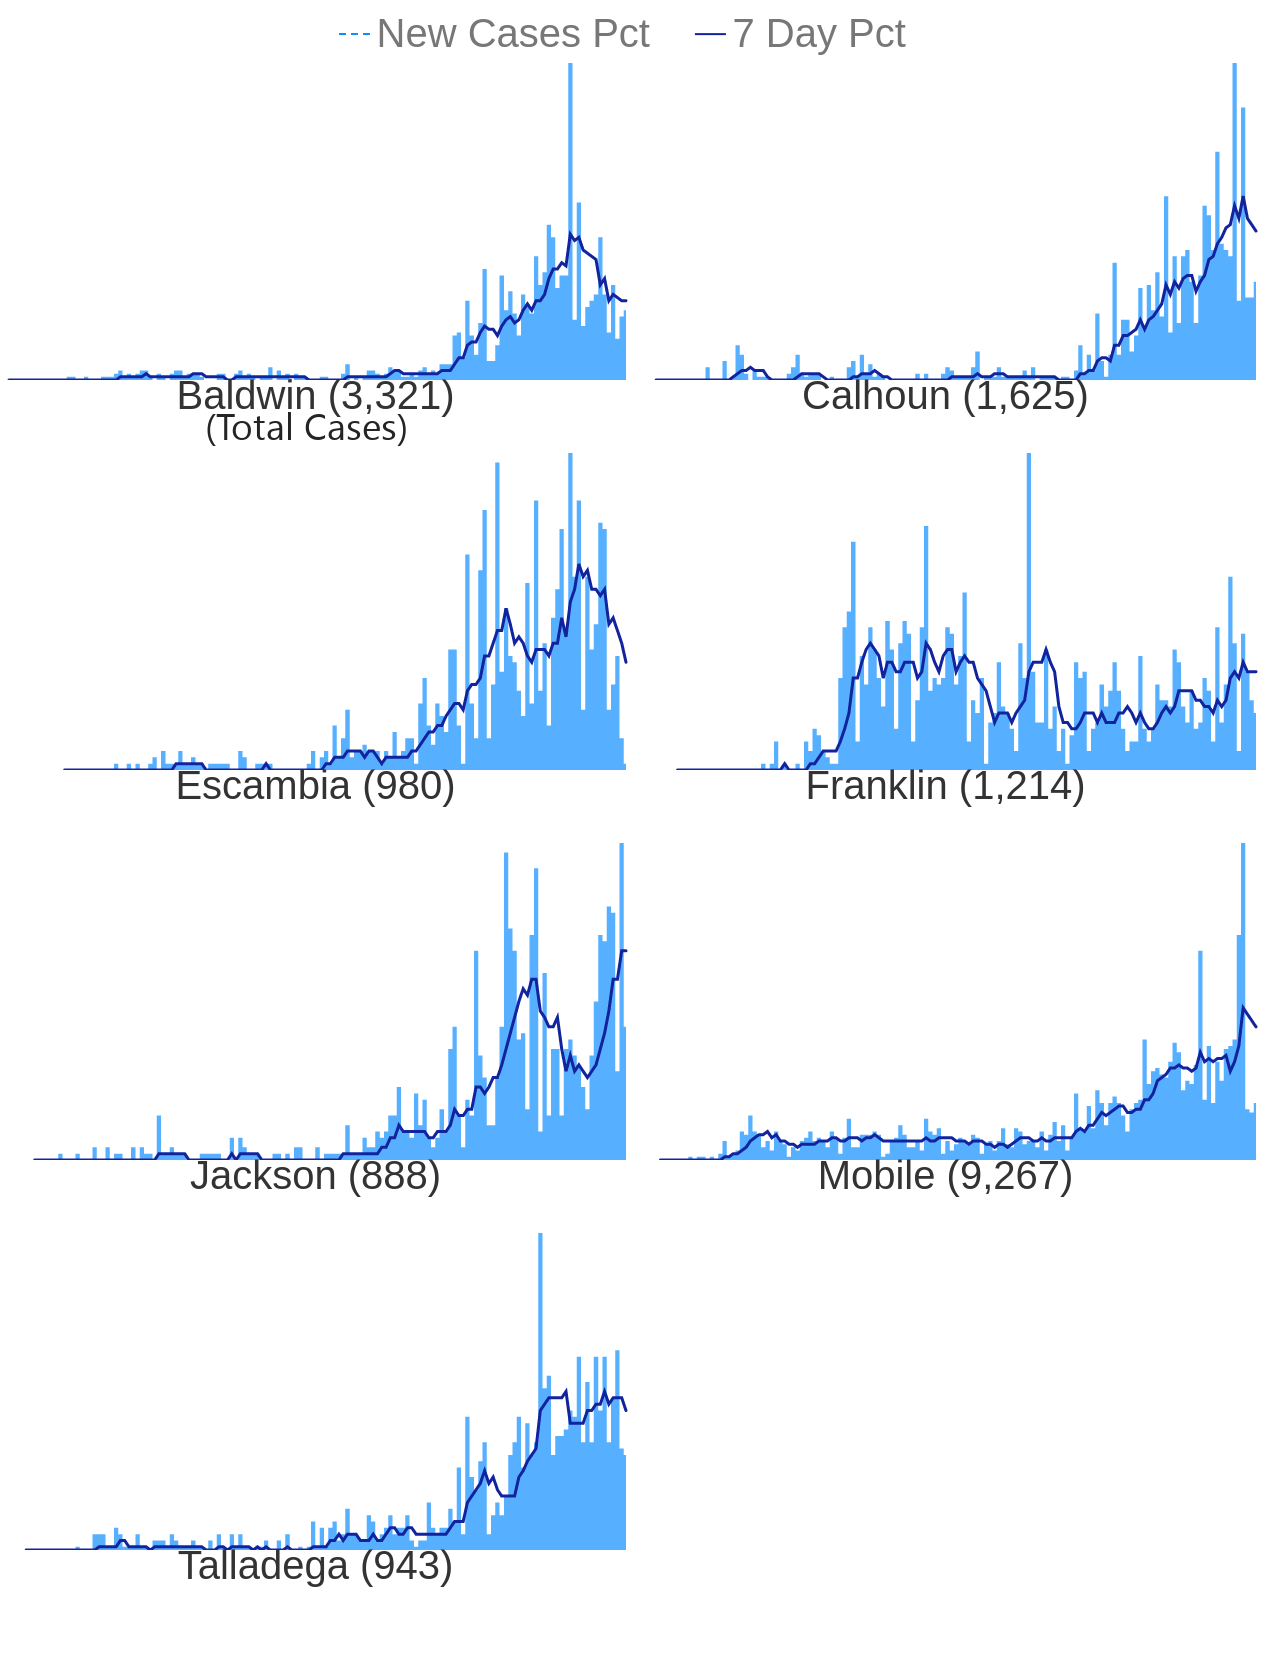 New Cases Pct 7 Day Pct
Baldwin (3,321) Calhoun (1,625)
(Total Cases)
Escambia (980) Franklin (1,214)
Jackson (888) Mobile (9,267)
Talladega (943)